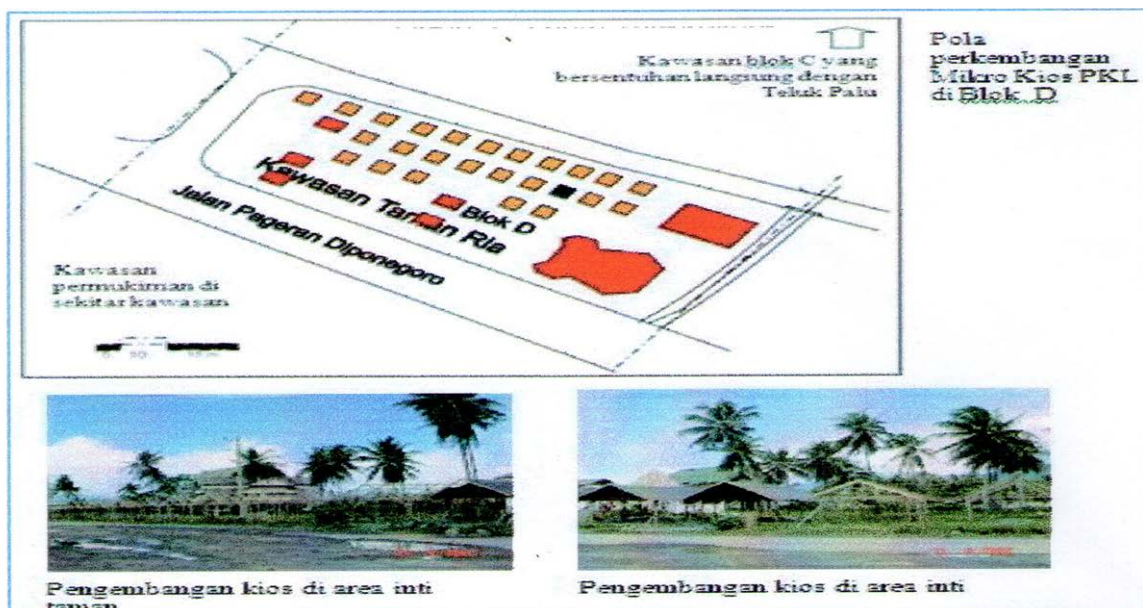 Kawasan blok C yang
bersentuhan langsung dengan
Teluk Palu
Pola
perkembangan
Mikro Kios PKL
di Blok D
Kawasan Taman Ria
Blok D
Jalan Pageran Diponegoro
Kawasan
permukiman di
sekitar kawasan
Pengembangan kios di area inti
taman
Pengembangan kios di area inti